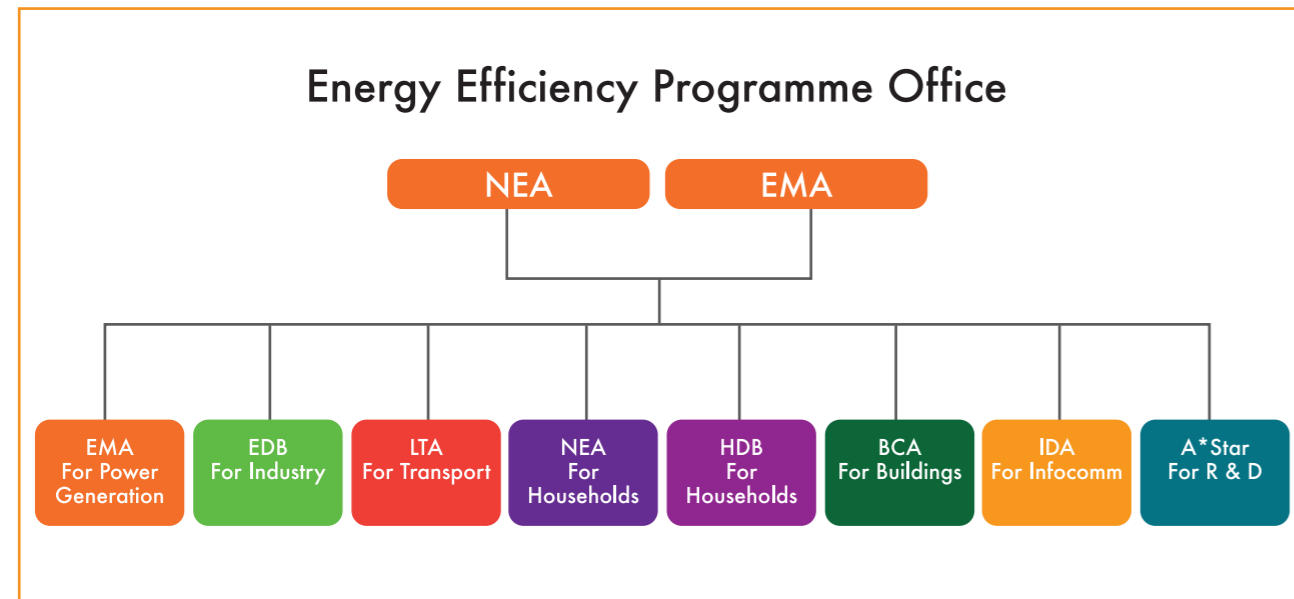 Energy Efficiency Programme Office
NEA
EMA
EMA
For Power
Generation
EDB
For Industry
LTA
For Transport
NEA
For
Households
HDB
For
Households
BCA
For Buildings
IDA
For Infocomm
A*Star
For R & D